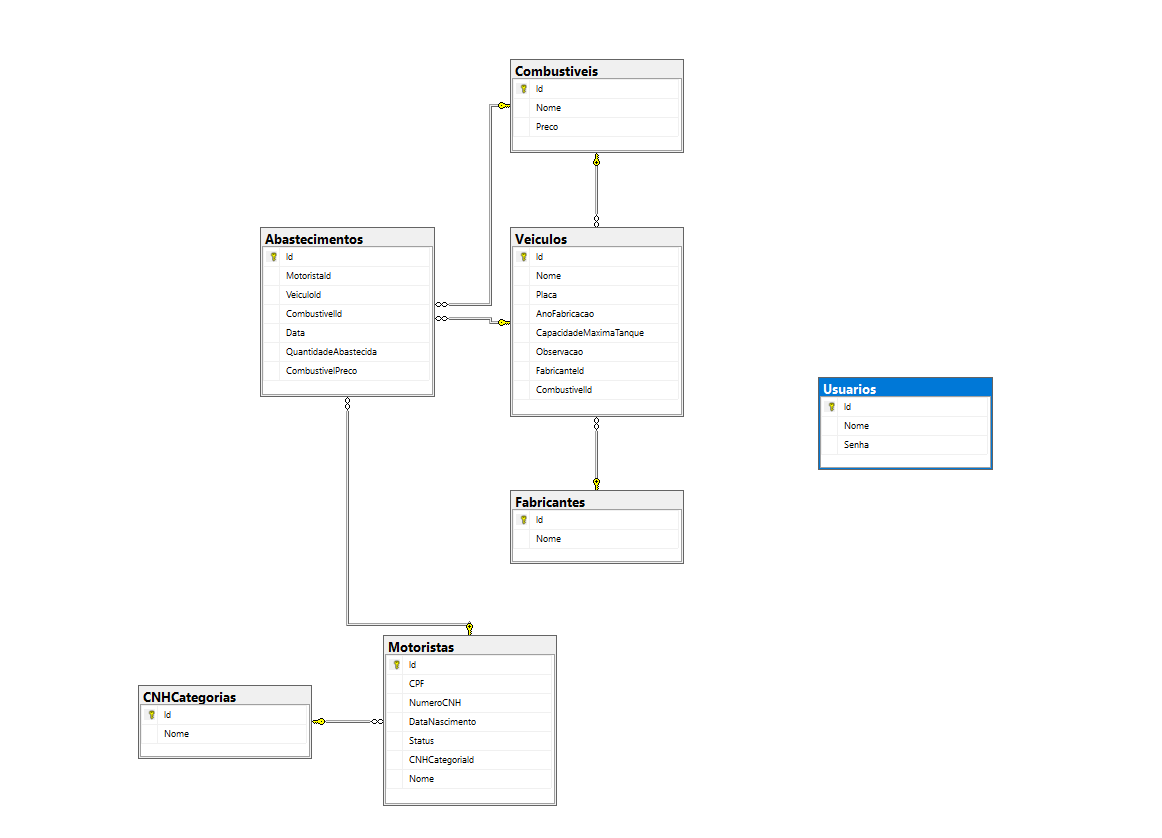 Combustiveis
Id
Nome
Preco
Abastecimentos
Id
MotoristaId
VeiculoId
CombustivelId
Data
QuantidadeAbastecida
CombustivelPreco
Veiculos
Id
Nome
Placa
AnoFabricacao
CapacidadeMaximaTanque
Observacao
FabricanteId
CombustivelId
Usuarios
Id
Nome
Senha
Fabricantes
Id
Nome
Motoristas
Id
CPF
NumeroCNH
DataNascimento
Status
CNHCategoriaId
Nome
CNHCategorias
Id
Nome